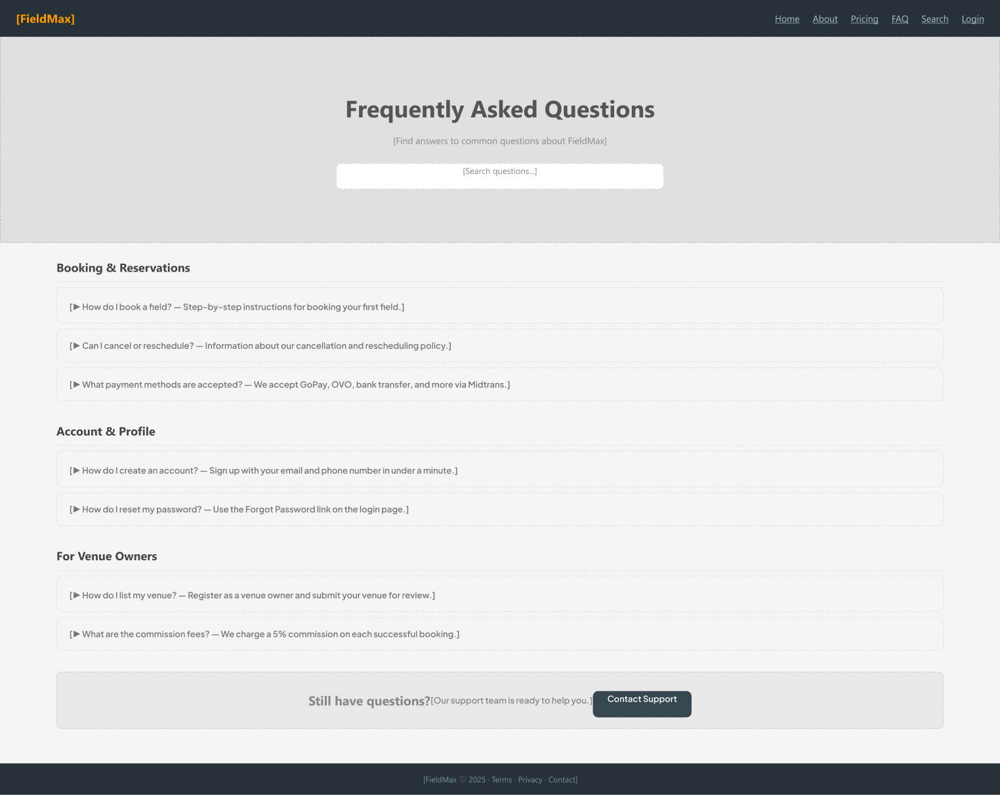 [FieldMax]
Home About Pricing FAQ Search Login
Frequently Asked Questions
[Find answers to common questions about FieldMax]
[Search questions...]
Booking & Reservations
[▶ How do I book a field? — Step-by-step instructions for booking your first field.]
[▶ Can I cancel or reschedule? — Information about our cancellation and rescheduling policy.]
[▶ What payment methods are accepted? — We accept GoPay, OVO, bank transfer, and more via Midtrans.]
Account & Profile
[▶ How do I create an account? — Sign up with your email and phone number in under a minute.]
[▶ How do I reset my password? — Use the Forgot Password link on the login page.]
For Venue Owners
[▶ How do I list my venue? — Register as a venue owner and submit your venue for review.]
[▶ What are the commission fees? — We charge a 5% commission on each successful booking.]
Still have questions?[Our support team is ready to help you.] Contact Support
[FieldMax © 2025 · Terms · Privacy · Contact]